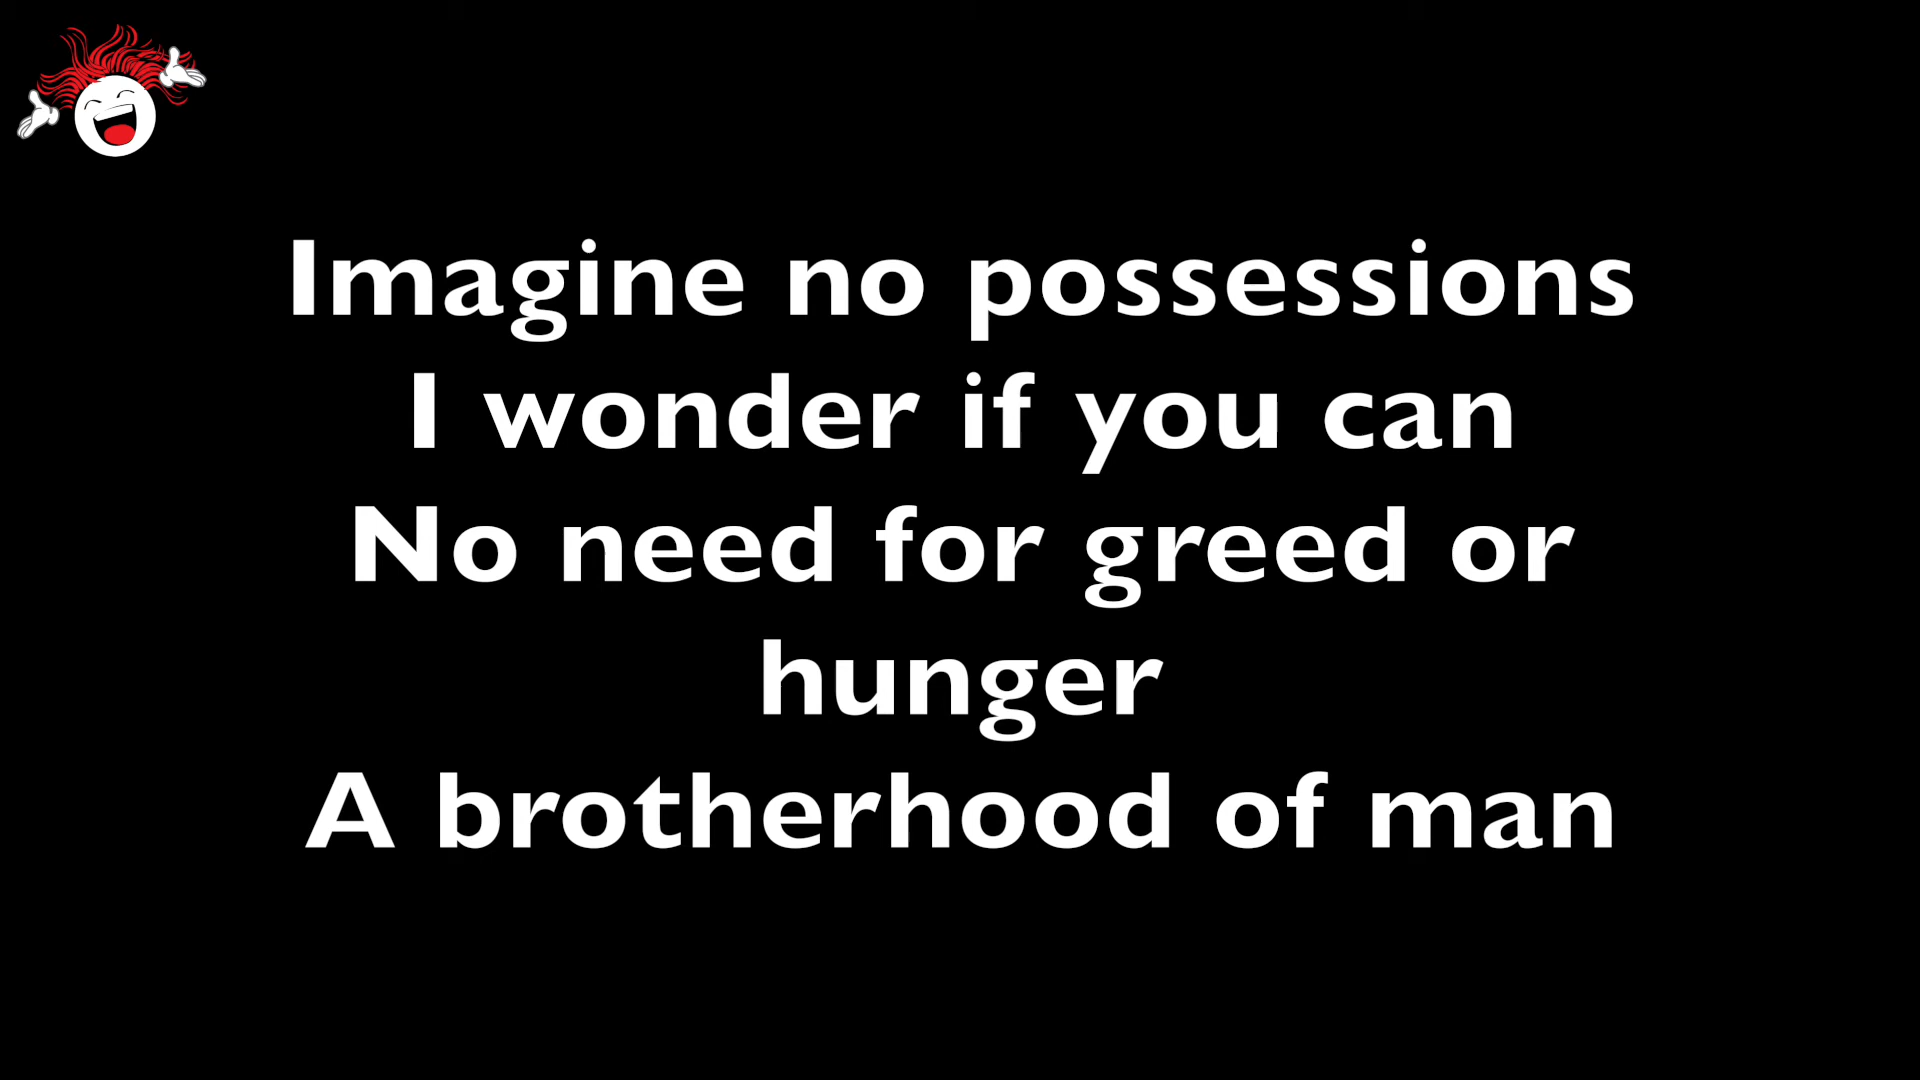 Imagine no possessions
I wonder if you can
No need for greed or
hunger
A brotherhood of man